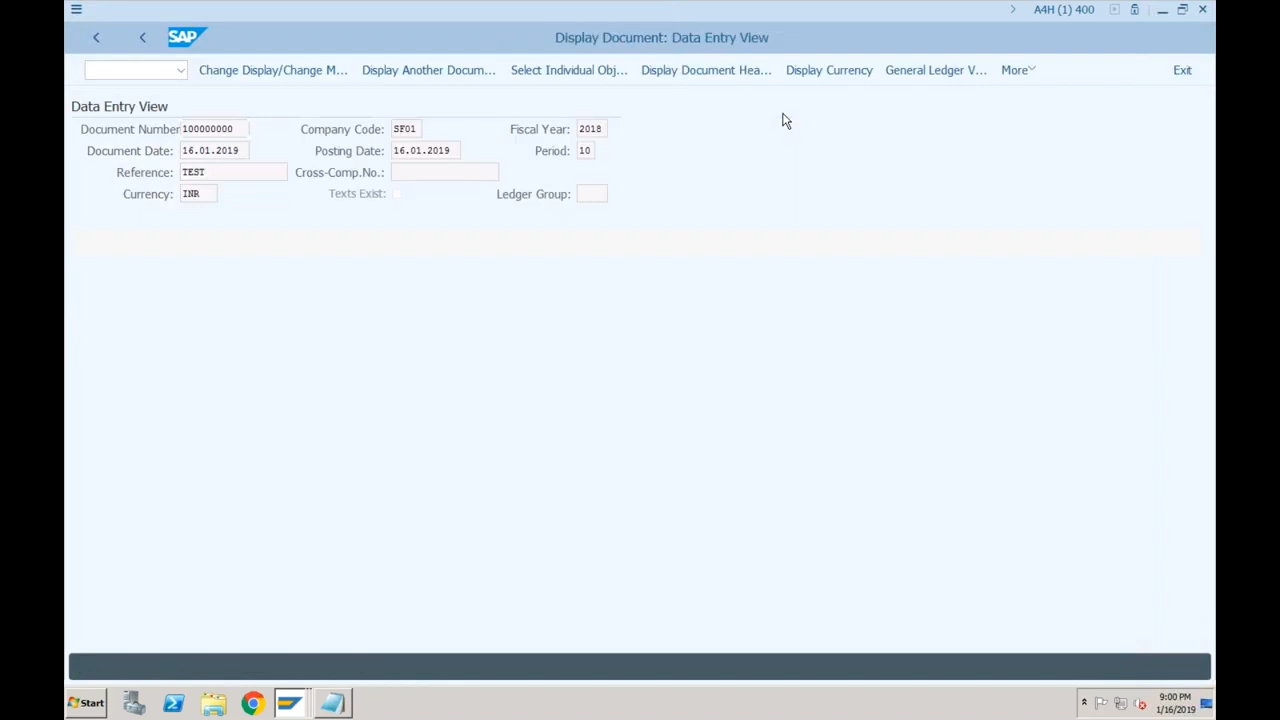 A4H (1) 400
SAP Display Document: Data Entry View
Change Display/Change M... Display Another Docum... Select Individual Obj... Display Document Hea... Display Currency General Ledger V... More Exit
Data Entry View
Document Number 100000000 Company Code: SF01 Fiscal Year: 2018
Document Date: 16.01.2019 Posting Date: 16.01.2019 Period: 10
Reference: TEST Cross-Comp.No.:
Currency: INR Texts Exist: Ledger Group:
Start 9:00 PM
1/16/2019